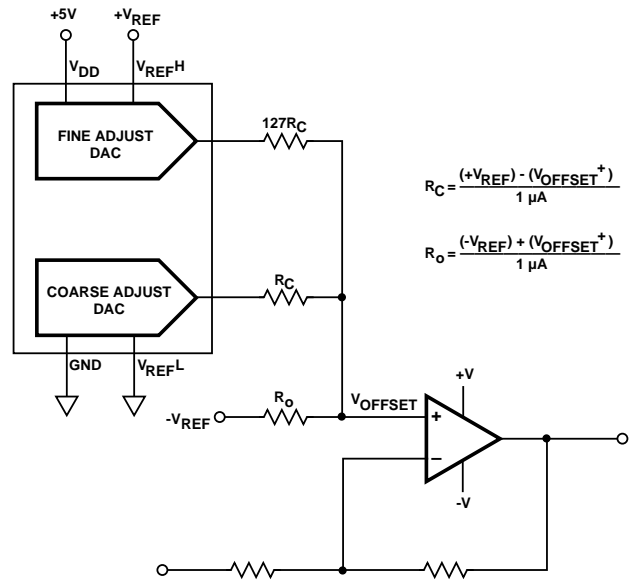 +5V
+VREF
VDD
VREFH
FINE ADJUST
DAC
127RC
RC = (+VREF) - (VOFFSET+)
1 µA
Ro = (-VREF) + (VOFFSET+)
1 µA
COARSE ADJUST
DAC
RC
GND
VREFL
-VREF
Ro
VOFFSET
+V
+
–
-V